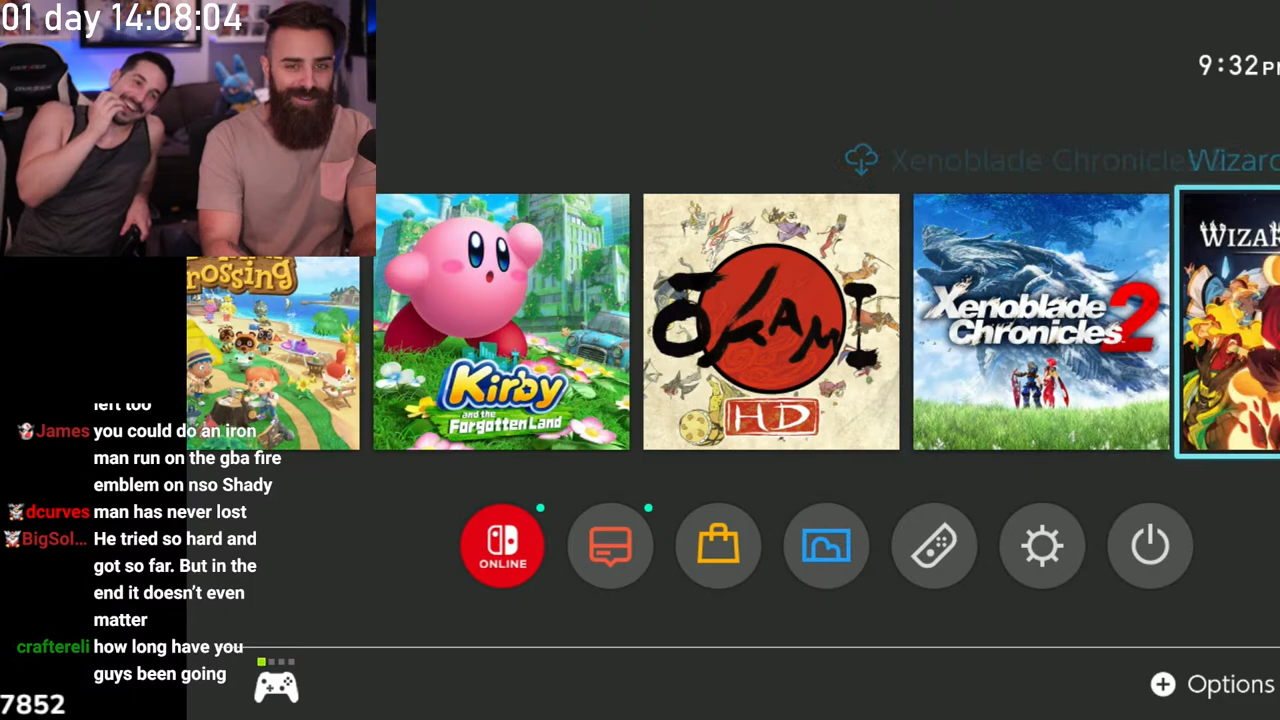 01 day 14:08:04
9:32
Xenoblade Chronicles
Wizard
Crossing
Kirby
and the
Forgotten Land
OKAMI
HD
Xenoblade
Chronicles 2
WIZAR
left too
James you could do an iron
man run on the gba fire
emblem on nso Shady
dcurves man has never lost
BigSol... He tried so hard and
got so far. But in the
end it doesn't even
matter
craftereli how long have you
guys been going
ONLINE
7852
Options